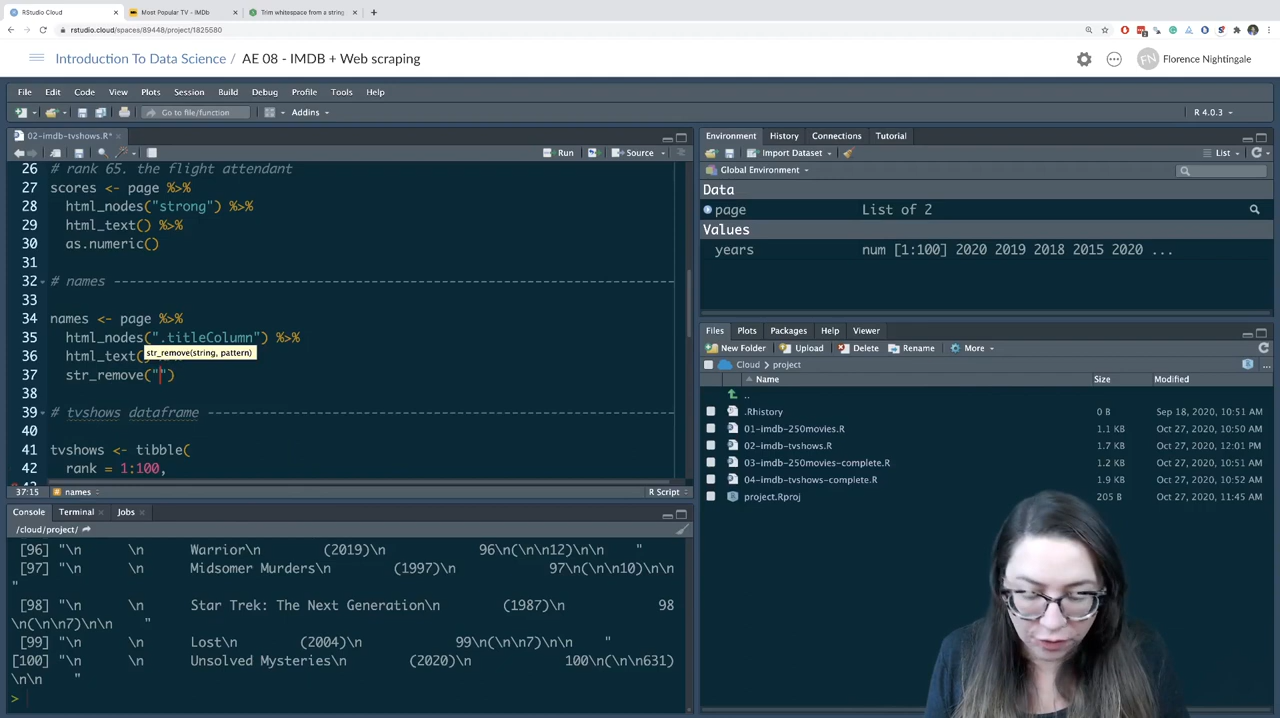 RStudio Cloud
Most Popular TV - IMDb
Trim whitespace from a string
rstudio.cloud/spaces/89448/project/1825580
Introduction To Data Science / AE 08 - IMDB + Web scraping
FN Florence Nightingale
File Edit Code View Plots Session Build Debug Profile Tools Help
Go to file/function Addins R 4.0.3
02-imdb-tvshows.R*
Run Source
26 # rank 65. the flight attendant
27 scores <- page %>%
28 html_nodes("strong") %>%
29 html_text() %>%
30 as.numeric()
31
32 # names --------------------------------------------------------------------------
33
34 names <- page %>%
35 html_nodes(".titleColumn") %>%
str_remove(string, pattern)
36 html_text()
37 str_remove("")
38
39 # tvshows dataframe ----------------------------------------------------------------
40
41 tvshows <- tibble(
42 rank = 1:100,
37:15 names R Script
Console Terminal Jobs
/cloud/project/
[96] "\n \n Warrior\n (2019)\n 96\n(\n\n12)\n\n "
[97] "\n \n Midsomer Murders\n (1997)\n 97\n(\n\n10)\n\n
"
[98] "\n \n Star Trek: The Next Generation\n (1987)\n 98
\n(\n\n7)\n\n "
[99] "\n \n Lost\n (2004)\n 99\n(\n\n7)\n\n "
[100] "\n \n Unsolved Mysteries\n (2020)\n 100\n(\n\n631)
\n\n "
>
Environment History Connections Tutorial
Import Dataset List
Global Environment
Data
page List of 2
Values
years num [1:100] 2020 2019 2018 2015 2020 ...
Files Plots Packages Help Viewer
New Folder Upload Delete Rename More
Cloud project
Name Size Modified
..
.Rhistory 0 B Sep 18, 2020, 10:51 AM
01-imdb-250movies.R 1.1 KB Oct 27, 2020, 10:50 AM
02-imdb-tvshows.R 1.7 KB Oct 27, 2020, 12:01 PM
03-imdb-250movies-complete.R 1.2 KB Oct 27, 2020, 10:51 AM
04-imdb-tvshows-complete.R 1.9 KB Oct 27, 2020, 10:52 AM
project.Rproj 205 B Oct 27, 2020, 11:45 AM